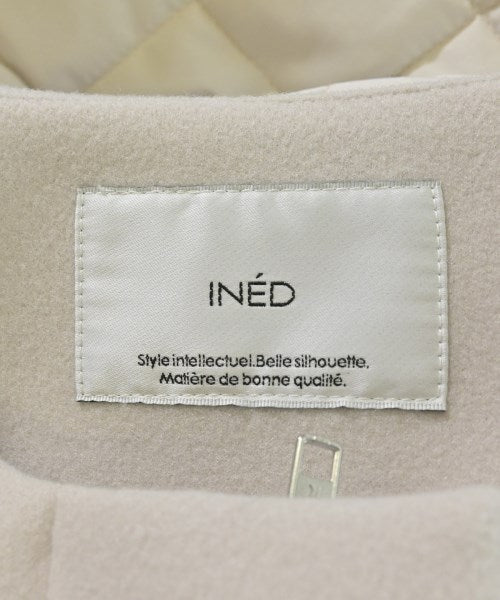 INÉD
Style intellectuel.Belle silhouette.
Matière de bonne qualité.